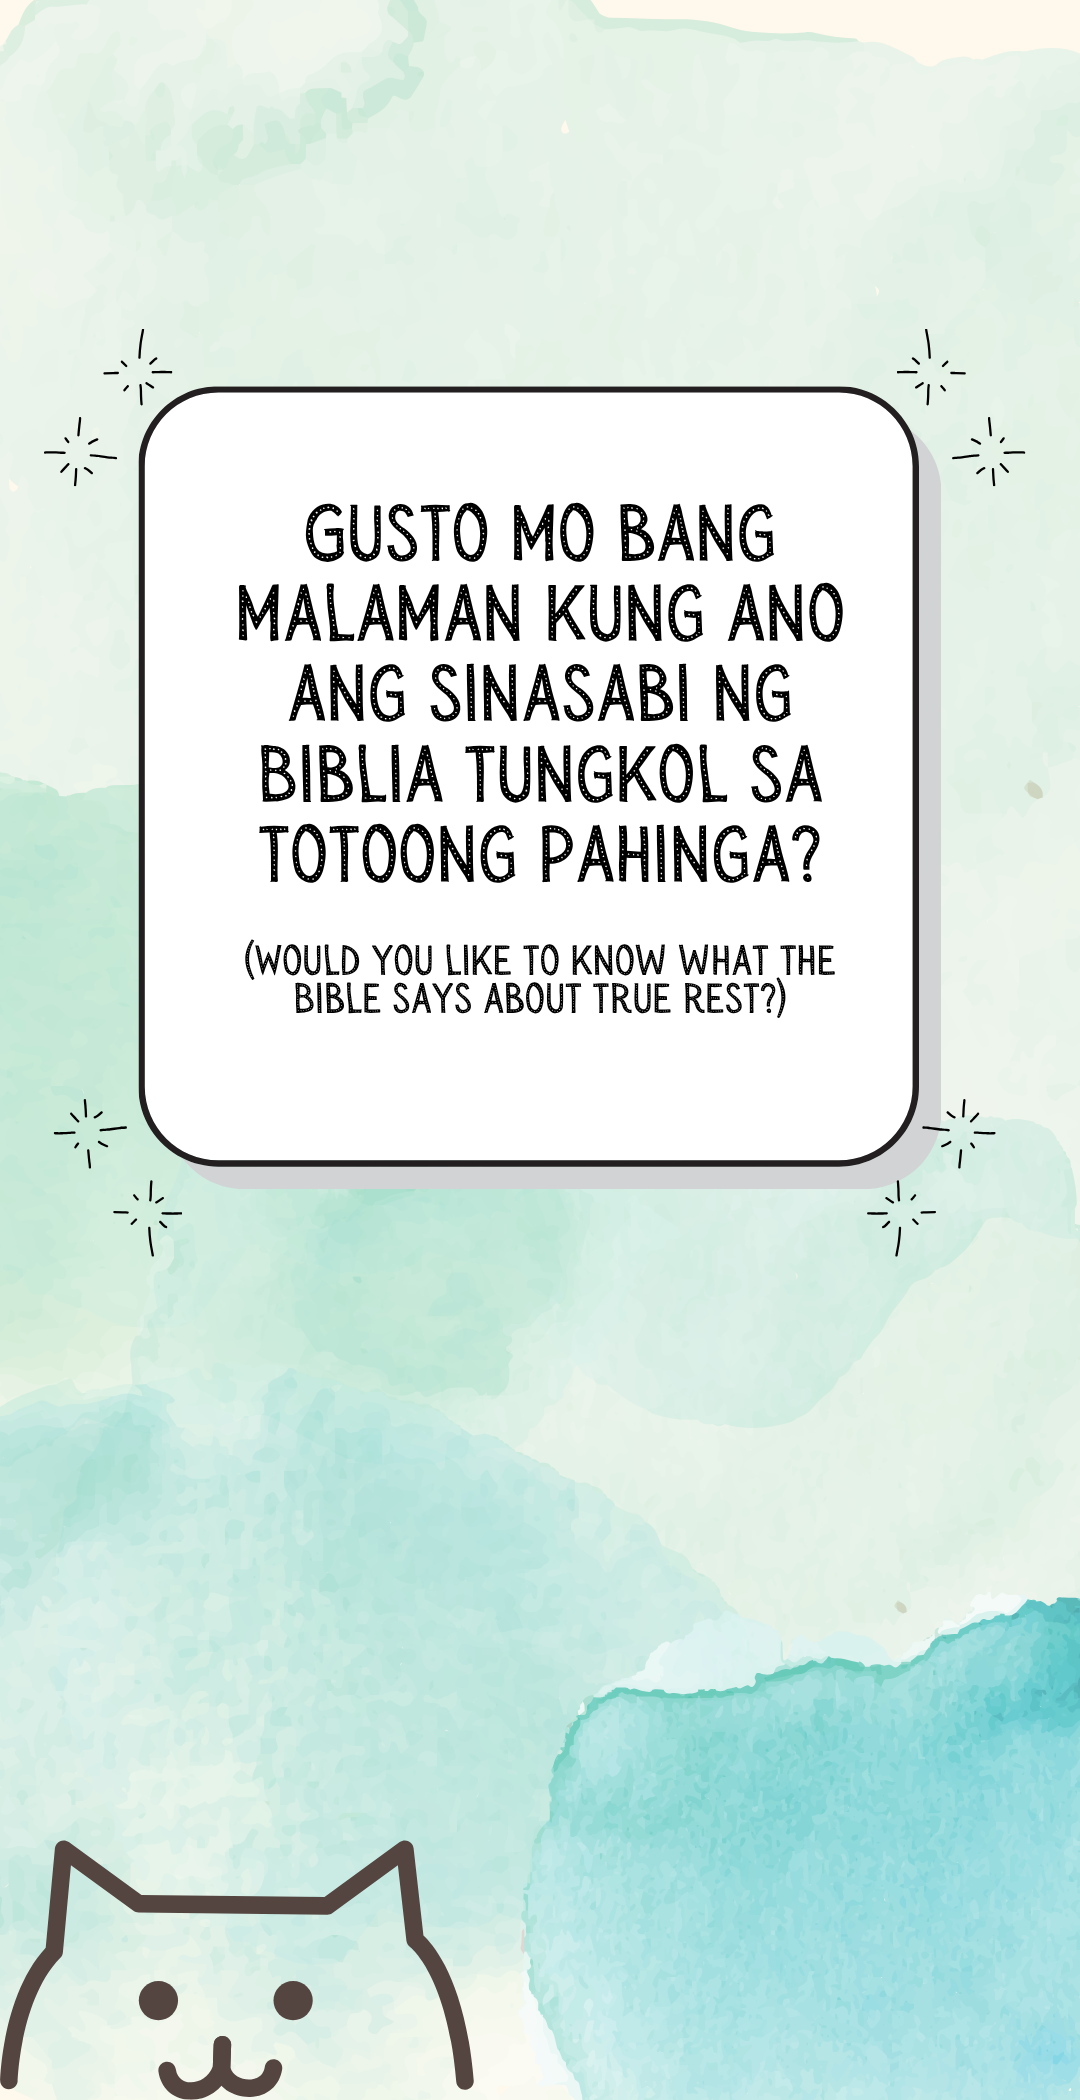 GUSTO MO BANG
MALAMAN KUNG ANO
ANG SINASABI NG
BIBLIA TUNGKOL SA
TOTOONG PAHINGA?
(WOULD YOU LIKE TO KNOW WHAT THE
BIBLE SAYS ABOUT TRUE REST?)